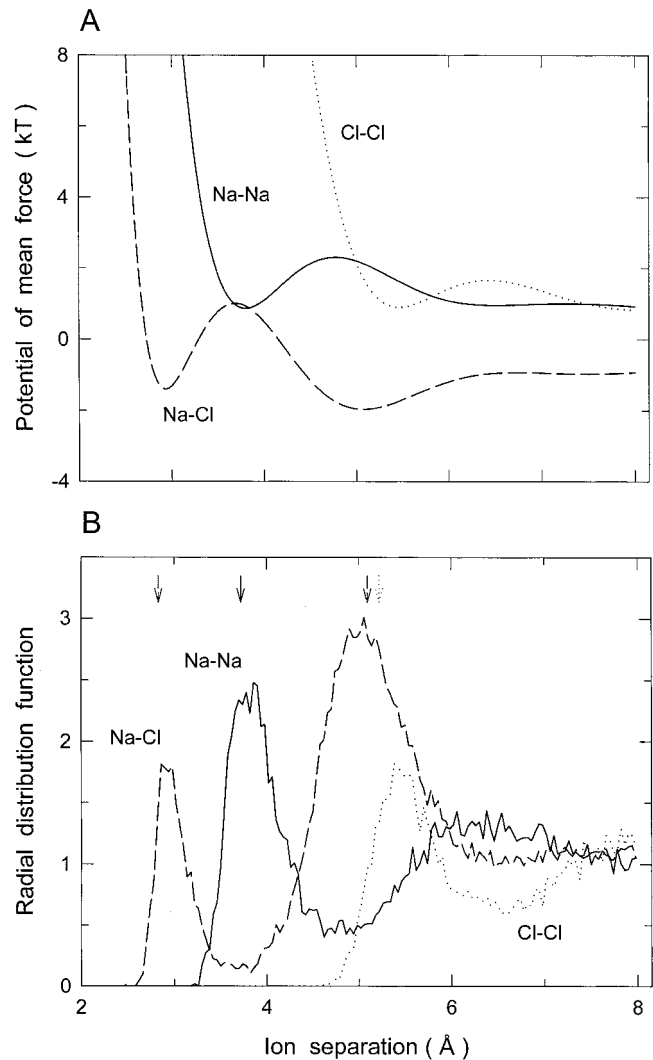 A
8
4
0
-4
Potential of mean force ( kT )
Cl-Cl
Na-Na
Na-Cl
B
3
2
1
0
Radial distribution function
Na-Na
Na-Cl
Cl-Cl
2
4
6
8
Ion separation ( Å )